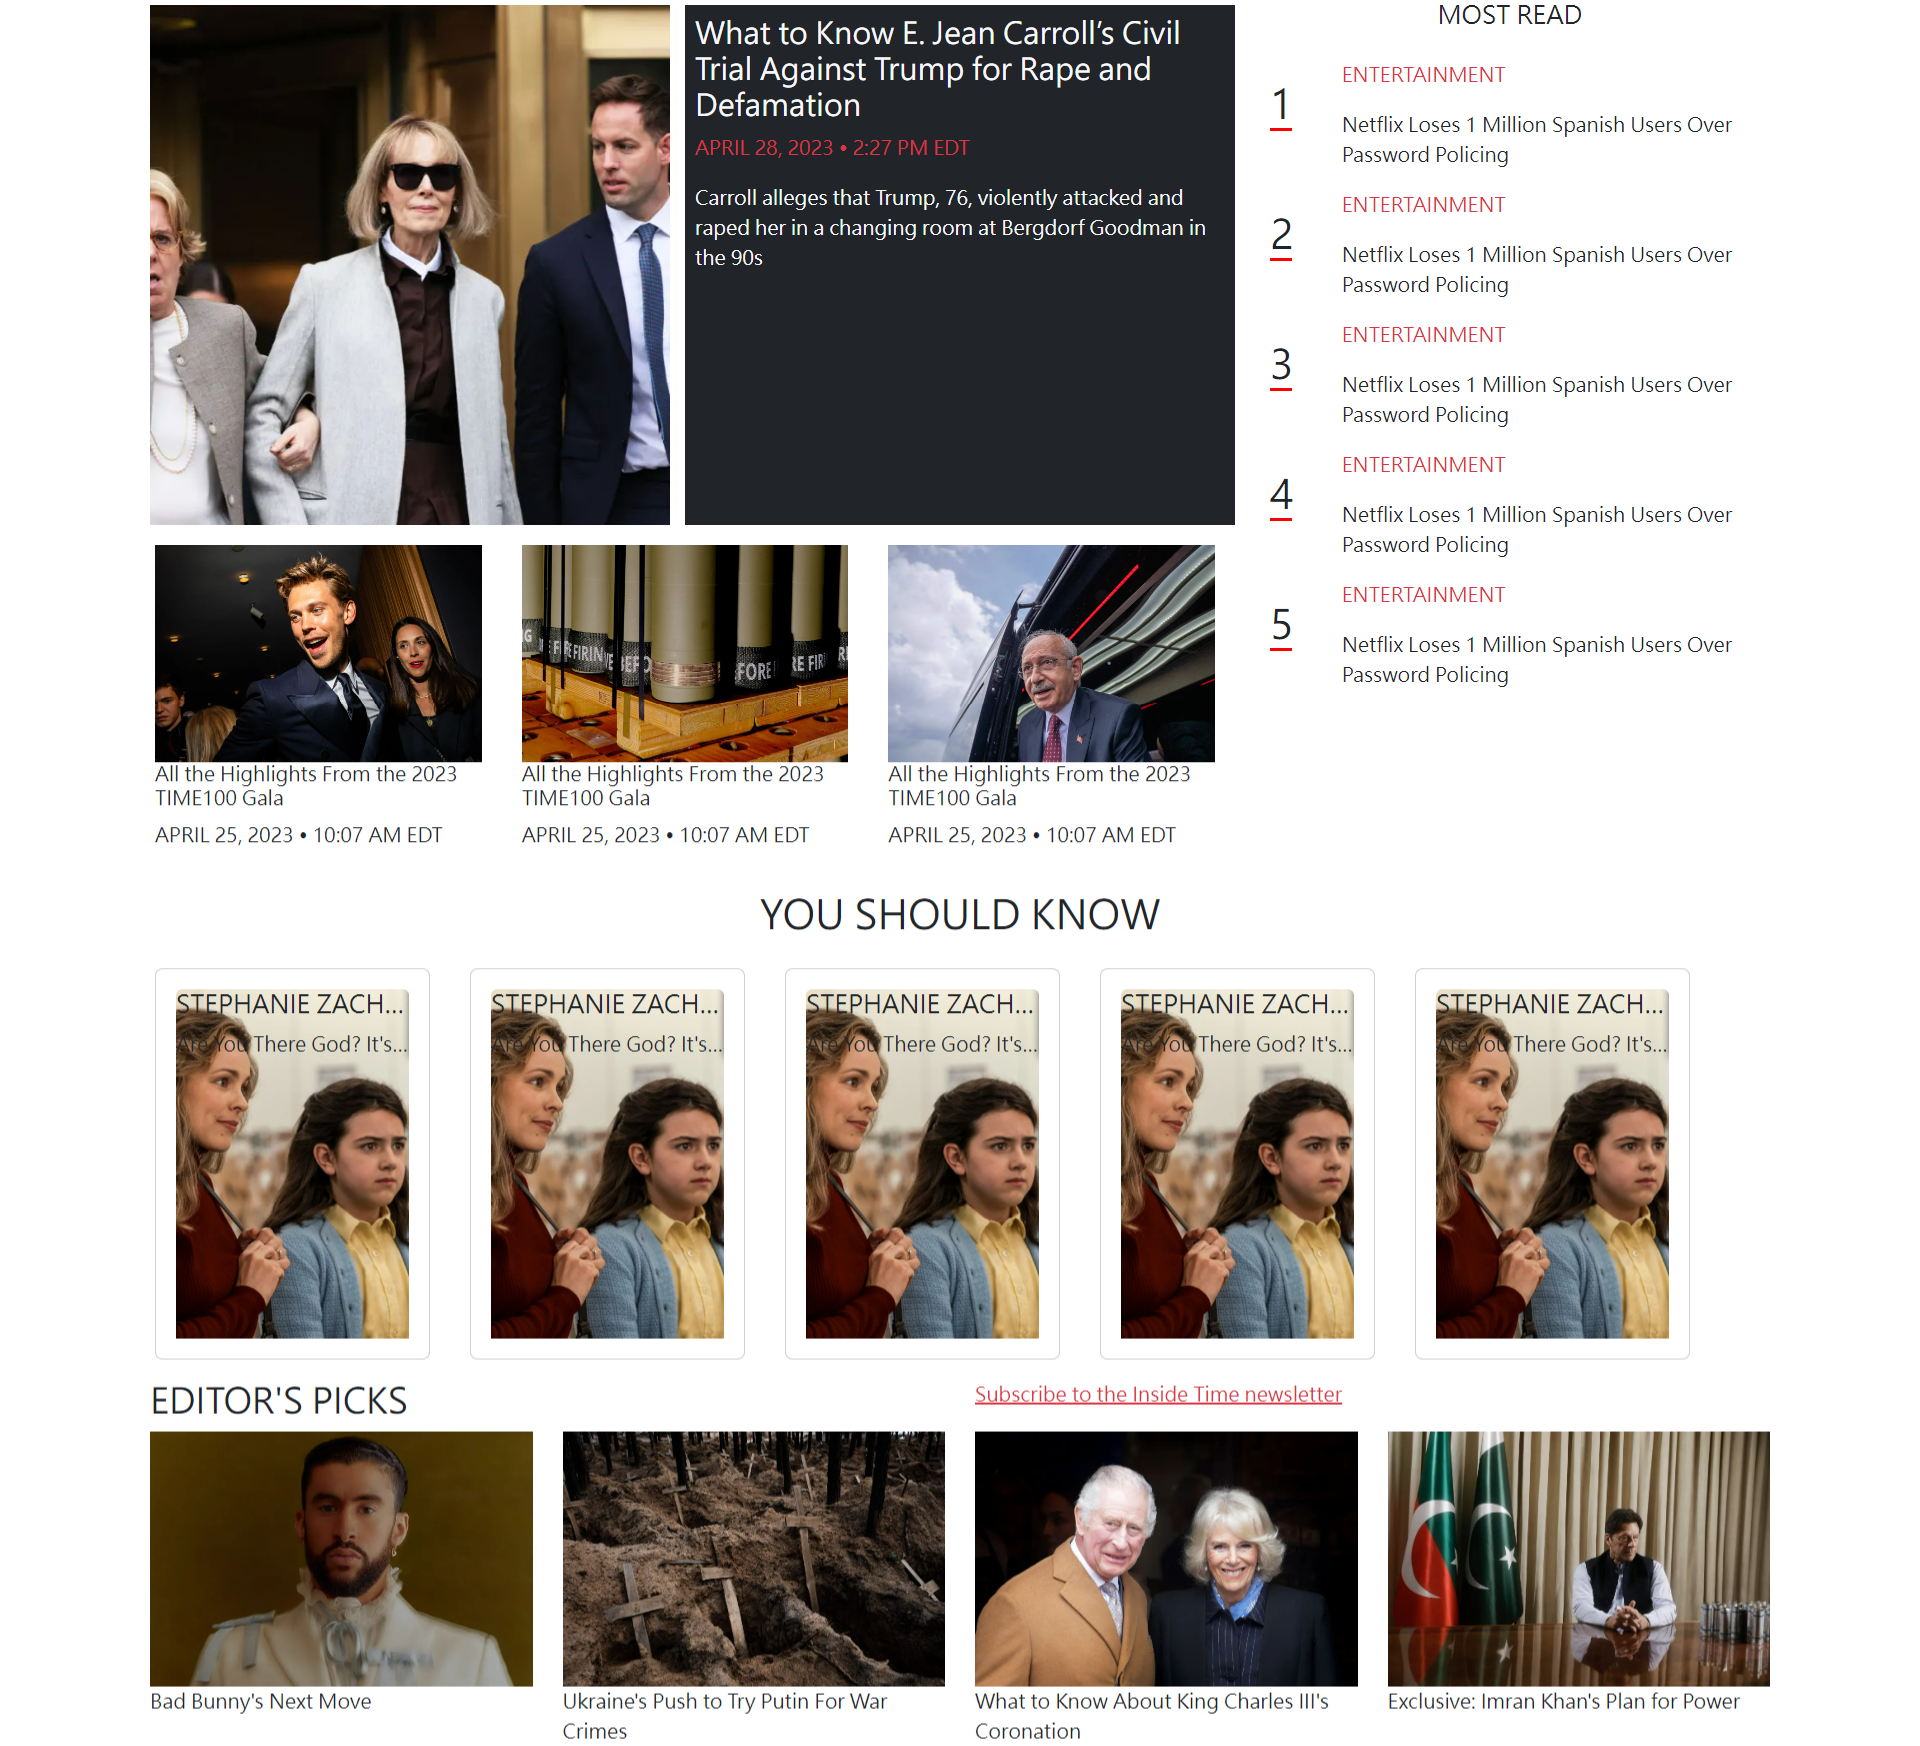 What to Know E. Jean Carroll’s Civil
Trial Against Trump for Rape and
Defamation
APRIL 28, 2023 • 2:27 PM EDT
Carroll alleges that Trump, 76, violently attacked and
raped her in a changing room at Bergdorf Goodman in
the 90s
MOST READ
1
ENTERTAINMENT
Netflix Loses 1 Million Spanish Users Over
Password Policing
2
ENTERTAINMENT
Netflix Loses 1 Million Spanish Users Over
Password Policing
3
ENTERTAINMENT
Netflix Loses 1 Million Spanish Users Over
Password Policing
4
ENTERTAINMENT
Netflix Loses 1 Million Spanish Users Over
Password Policing
5
ENTERTAINMENT
Netflix Loses 1 Million Spanish Users Over
Password Policing
All the Highlights From the 2023
TIME100 Gala
APRIL 25, 2023 • 10:07 AM EDT
All the Highlights From the 2023
TIME100 Gala
APRIL 25, 2023 • 10:07 AM EDT
All the Highlights From the 2023
TIME100 Gala
APRIL 25, 2023 • 10:07 AM EDT
YOU SHOULD KNOW
STEPHANIE ZACH...
Are You There God? It's...
STEPHANIE ZACH...
Are You There God? It's...
STEPHANIE ZACH...
Are You There God? It's...
STEPHANIE ZACH...
Are You There God? It's...
STEPHANIE ZACH...
Are You There God? It's...
EDITOR'S PICKS
Subscribe to the Inside Time newsletter
Bad Bunny's Next Move
Ukraine's Push to Try Putin For War
Crimes
What to Know About King Charles III's
Coronation
Exclusive: Imran Khan's Plan for Power